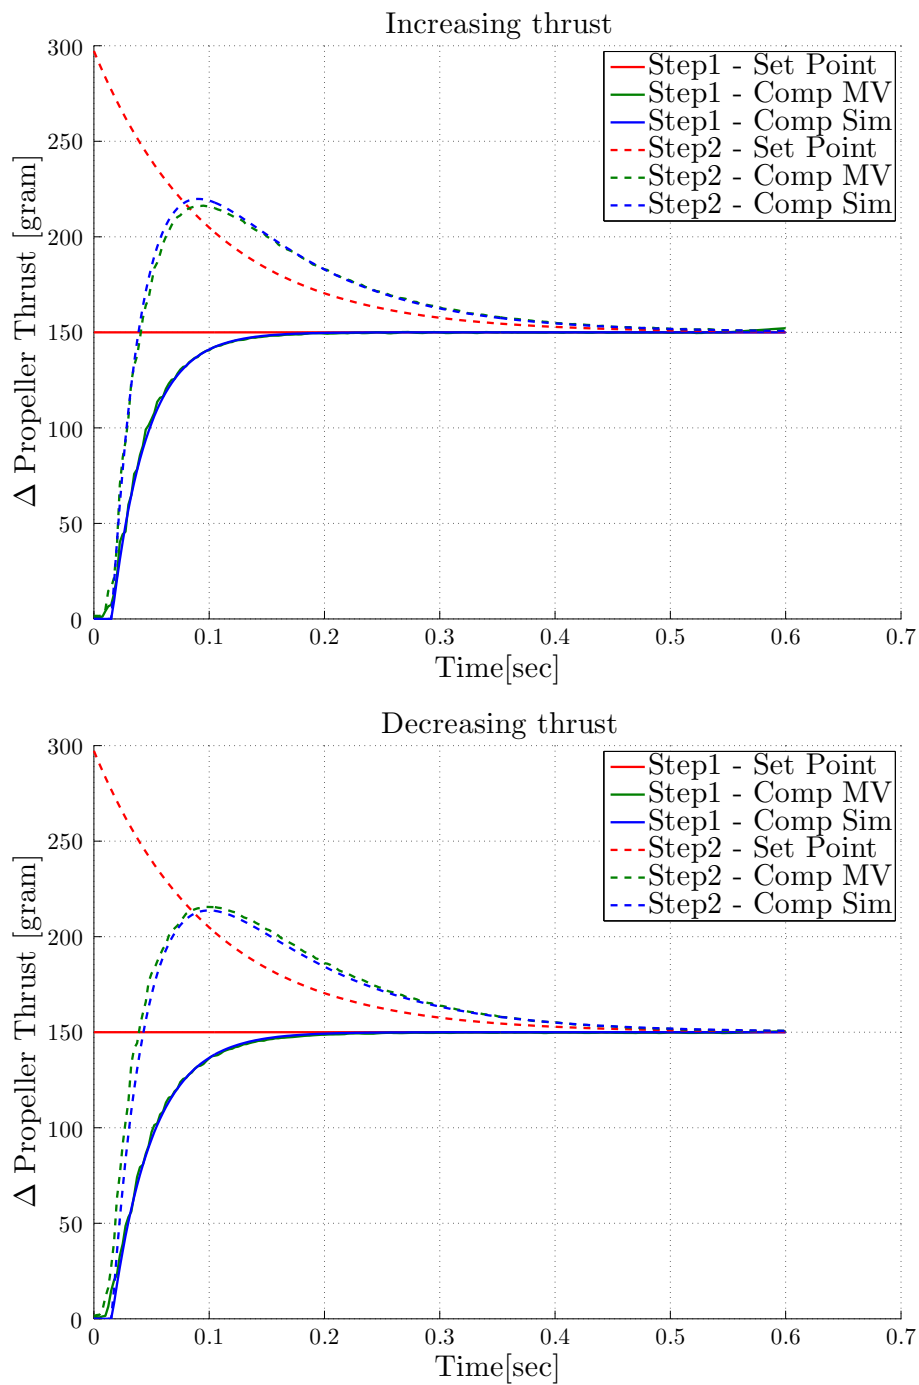 Increasing thrust
300
250
200
150
100
50
0
Δ Propeller Thrust [gram]
Step1 - Set Point
Step1 - Comp MV
Step1 - Comp Sim
Step2 - Set Point
Step2 - Comp MV
Step2 - Comp Sim
0 0.1 0.2 0.3 0.4 0.5 0.6 0.7
Time[sec]
Decreasing thrust
300
250
200
150
100
50
0
Δ Propeller Thrust [gram]
Step1 - Set Point
Step1 - Comp MV
Step1 - Comp Sim
Step2 - Set Point
Step2 - Comp MV
Step2 - Comp Sim
0 0.1 0.2 0.3 0.4 0.5 0.6 0.7
Time[sec]